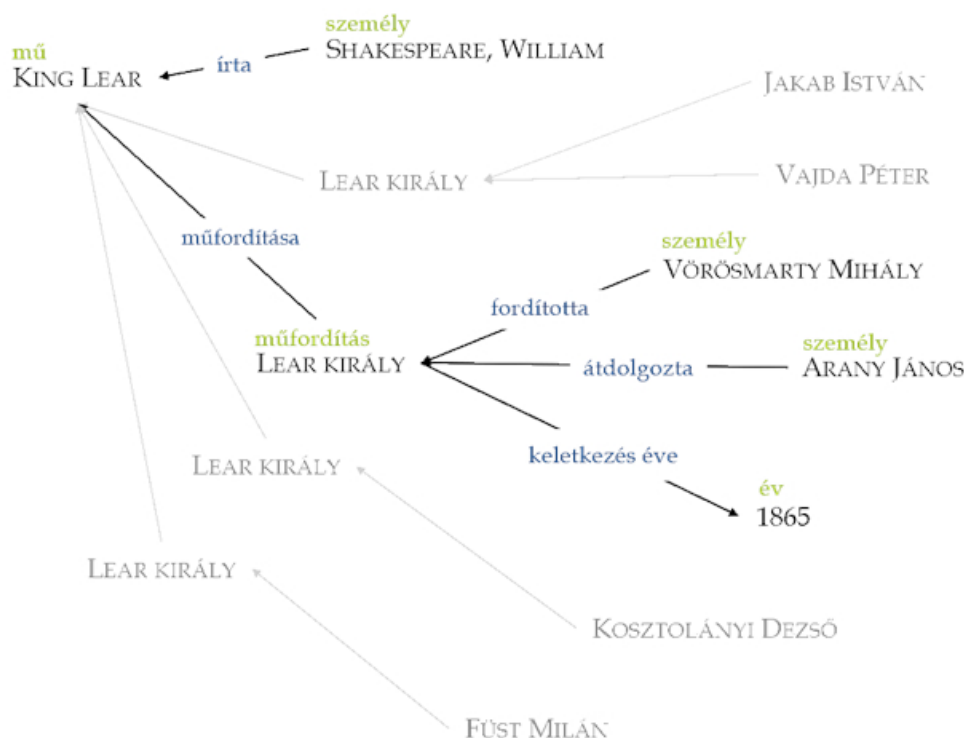 személy
SHAKESPEARE, WILLIAM
mű
KING LEAR
írta
JAKAB ISTVÁN
LEAR KIRÁLY
VAJDA PÉTER
műfordítása
személy
VÖRÖSMARTY MIHÁLY
fordította
műfordítás
LEAR KIRÁLY
személy
ARANY JÁNOS
átdolgozta
keletkezés éve
LEAR KIRÁLY
év
1865
LEAR KIRÁLY
KOSZTOLÁNYI DEZSŐ
FÜST MILÁN